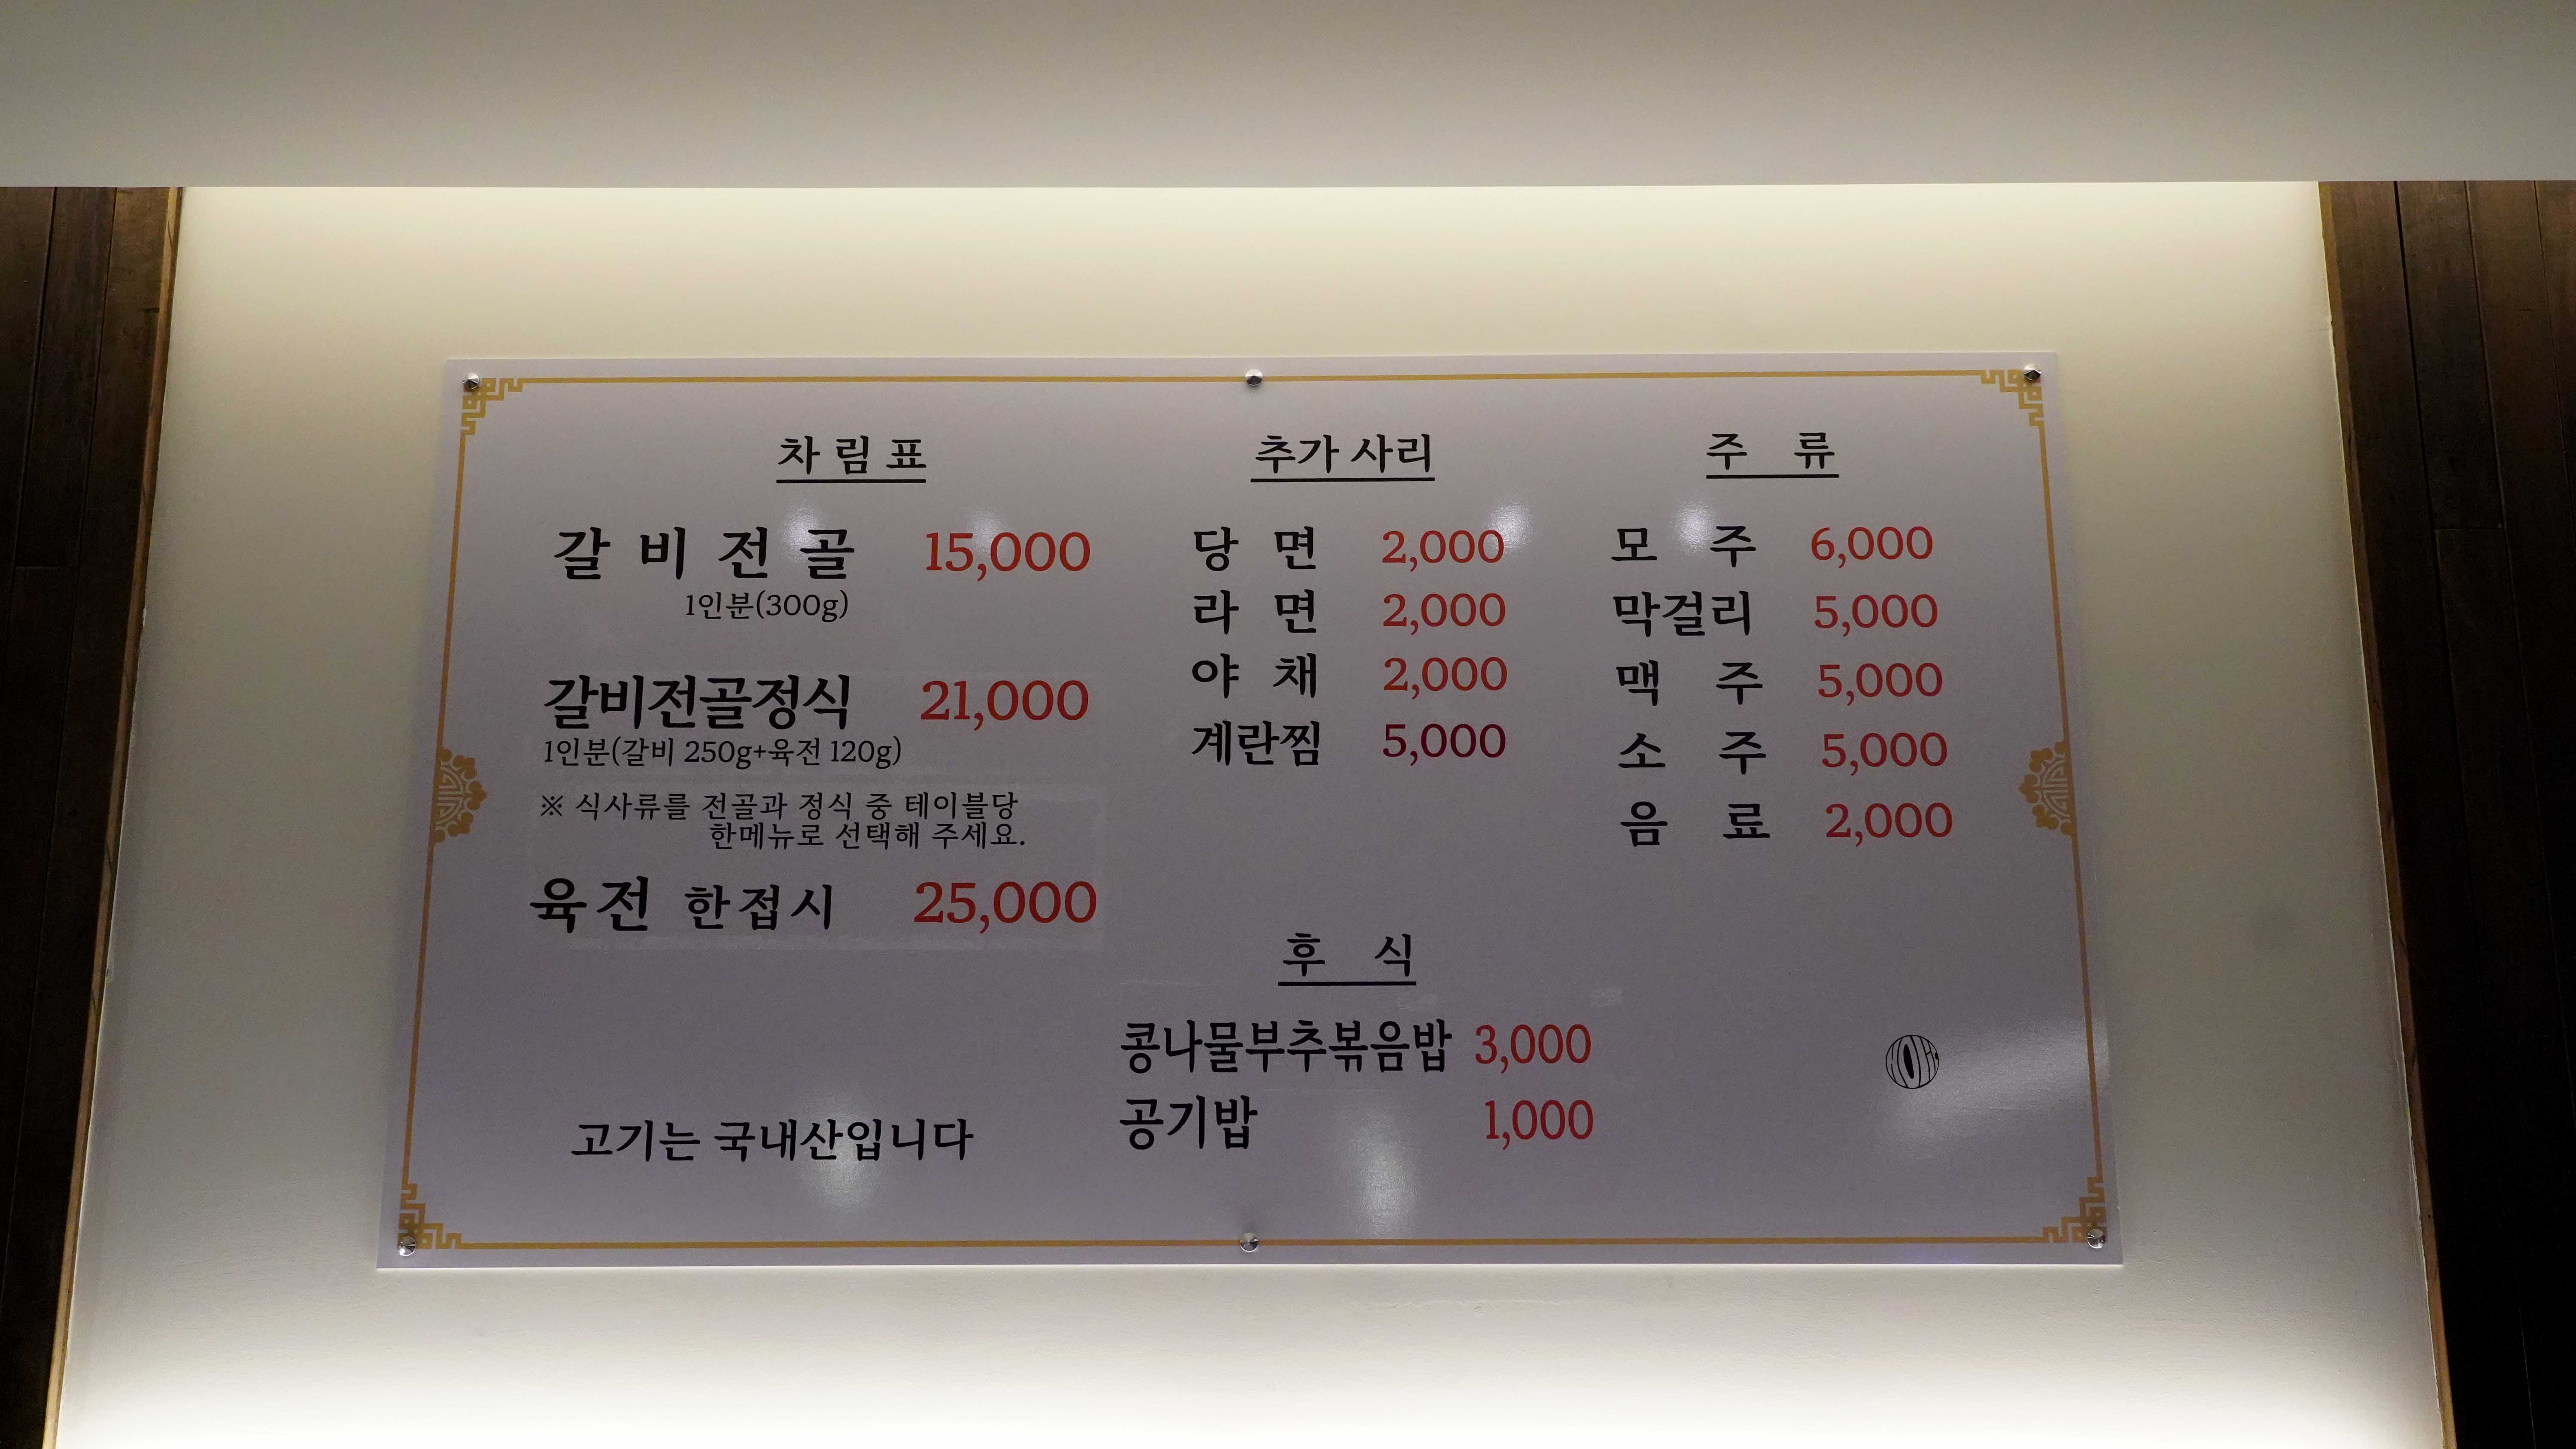 차림표
갈비전골 15,000
1인분(300g)
갈비전골정식 21,000
1인분(갈비 250g+육전 120g)
※ 식사류를 전골과 정식 중 테이블당
한메뉴로 선택해 주세요.
육전 한접시 25,000
고기는 국내산입니다
추가 사리
당면 2,000
라면 2,000
야채 2,000
계란찜 5,000
후식
콩나물부추볶음밥 3,000
공기밥 1,000
주류
모주 6,000
막걸리 5,000
맥주 5,000
소주 5,000
음료 2,000